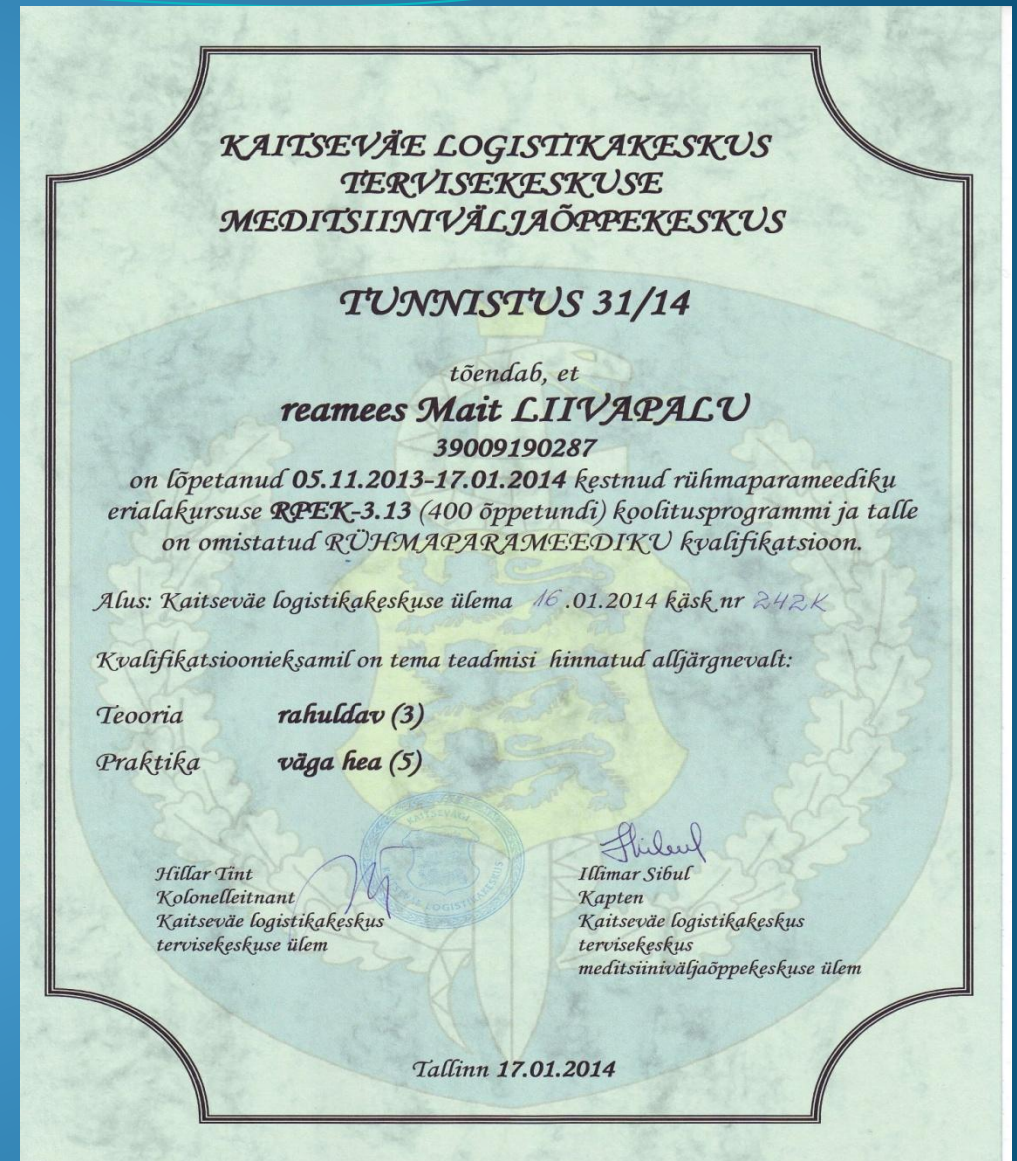 KAITSEVÄE LOGISTIKAKESKUS
TERVISEKESKUSE
MEDITSIINIVÄLJAÕPPEKESKUS
TUNNISTUS 31/14
tõendab, et
reamees Mait LIIVAPALU
39009190287
on lõpetanud 05.11.2013-17.01.2014 kestnud rühmaparameediku
erialakursuse RPEK-3.13 (400 õppetundi) koolitusprogrammi ja talle
on omistatud RÜHMAPARAMEEDIKU kvalifikatsioon.
Alus: Kaitseväe logistikakeskuse ülema 16.01.2014 käsk nr 242K
Kvalifikatsioonieksamil on tema teadmisi hinnatud alljärgnevalt:
Teooria rahuldav (3)
Praktika väga hea (5)
KAITSEVÄGI
Hillar Tint
Kolonelleitnant
Kaitseväe logistikakeskus
tervisekeskuse ülem
Illimar Sibul
Kapten
Kaitseväe logistikakeskus
tervisekeskus
meditsiiniväljaõppekeskuse ülem
Tallinn 17.01.2014